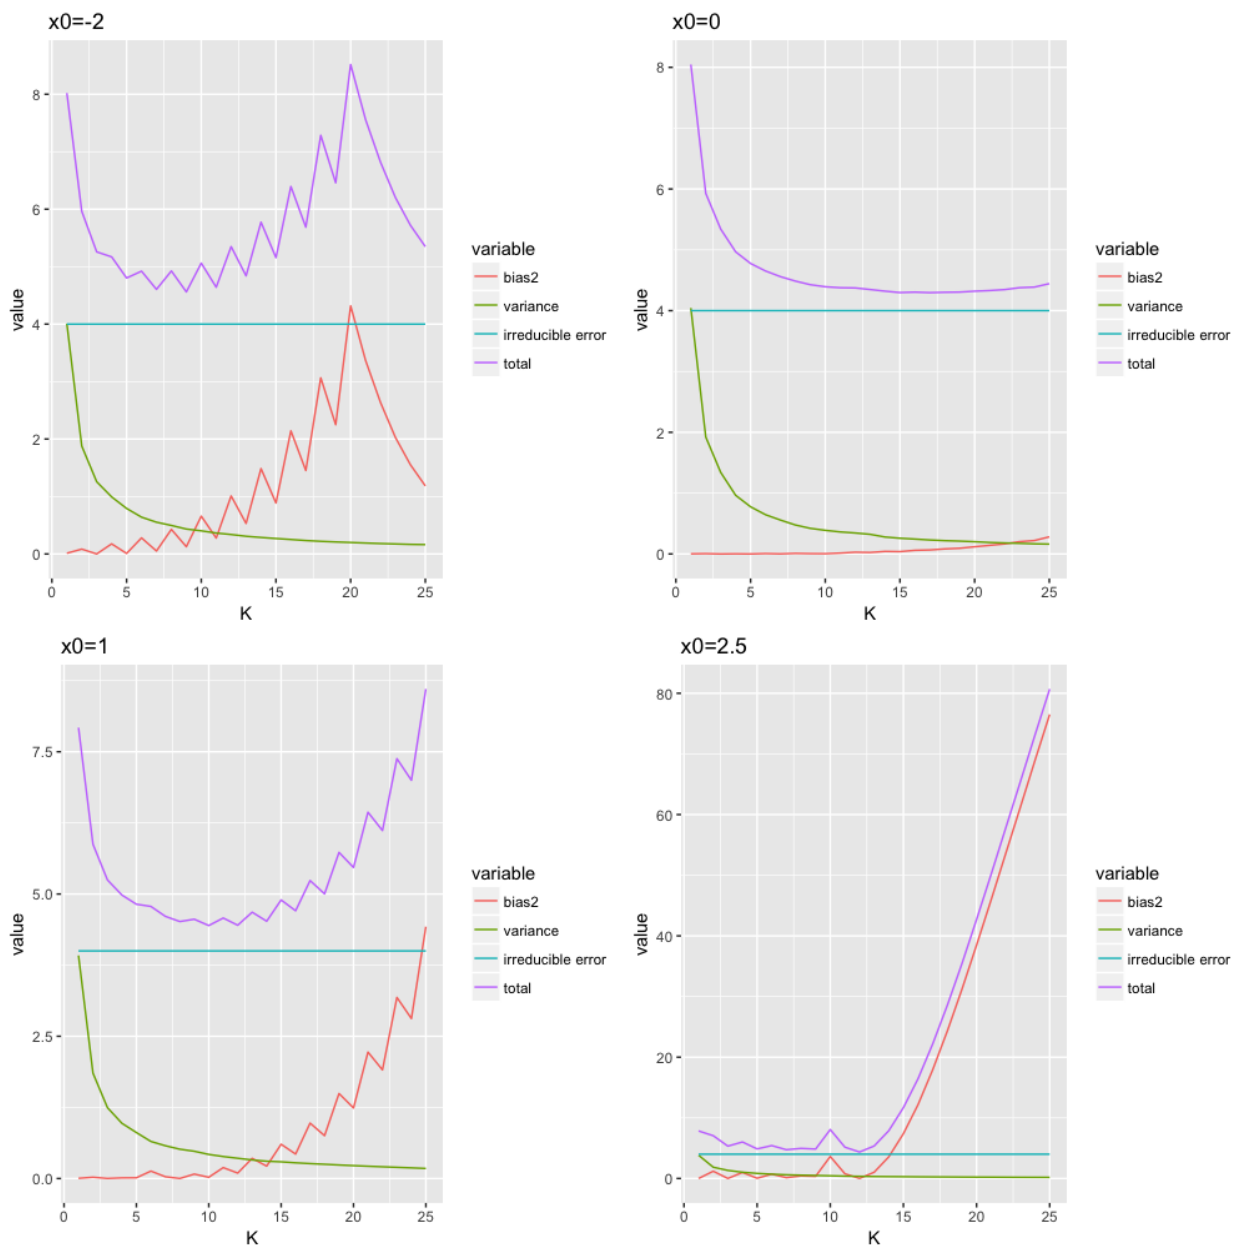 x0=-2
8
6
4
2
0
value
0 5 10 15 20 25
K
variable
bias2
variance
irreducible error
total
x0=0
8
6
4
2
0
value
0 5 10 15 20 25
K
variable
bias2
variance
irreducible error
total
x0=1
7.5
5.0
2.5
0.0
value
0 5 10 15 20 25
K
variable
bias2
variance
irreducible error
total
x0=2.5
80
60
40
20
0
value
0 5 10 15 20 25
K
variable
bias2
variance
irreducible error
total